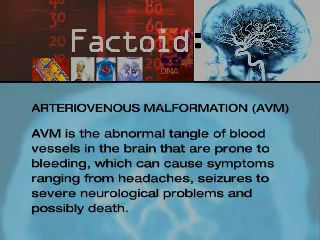 Factoid:
DNA
ARTERIOVENOUS MALFORMATION (AVM)
AVM is the abnormal tangle of blood
vessels in the brain that are prone to
bleeding, which can cause symptoms
ranging from headaches, seizures to
severe neurological problems and
possibly death.